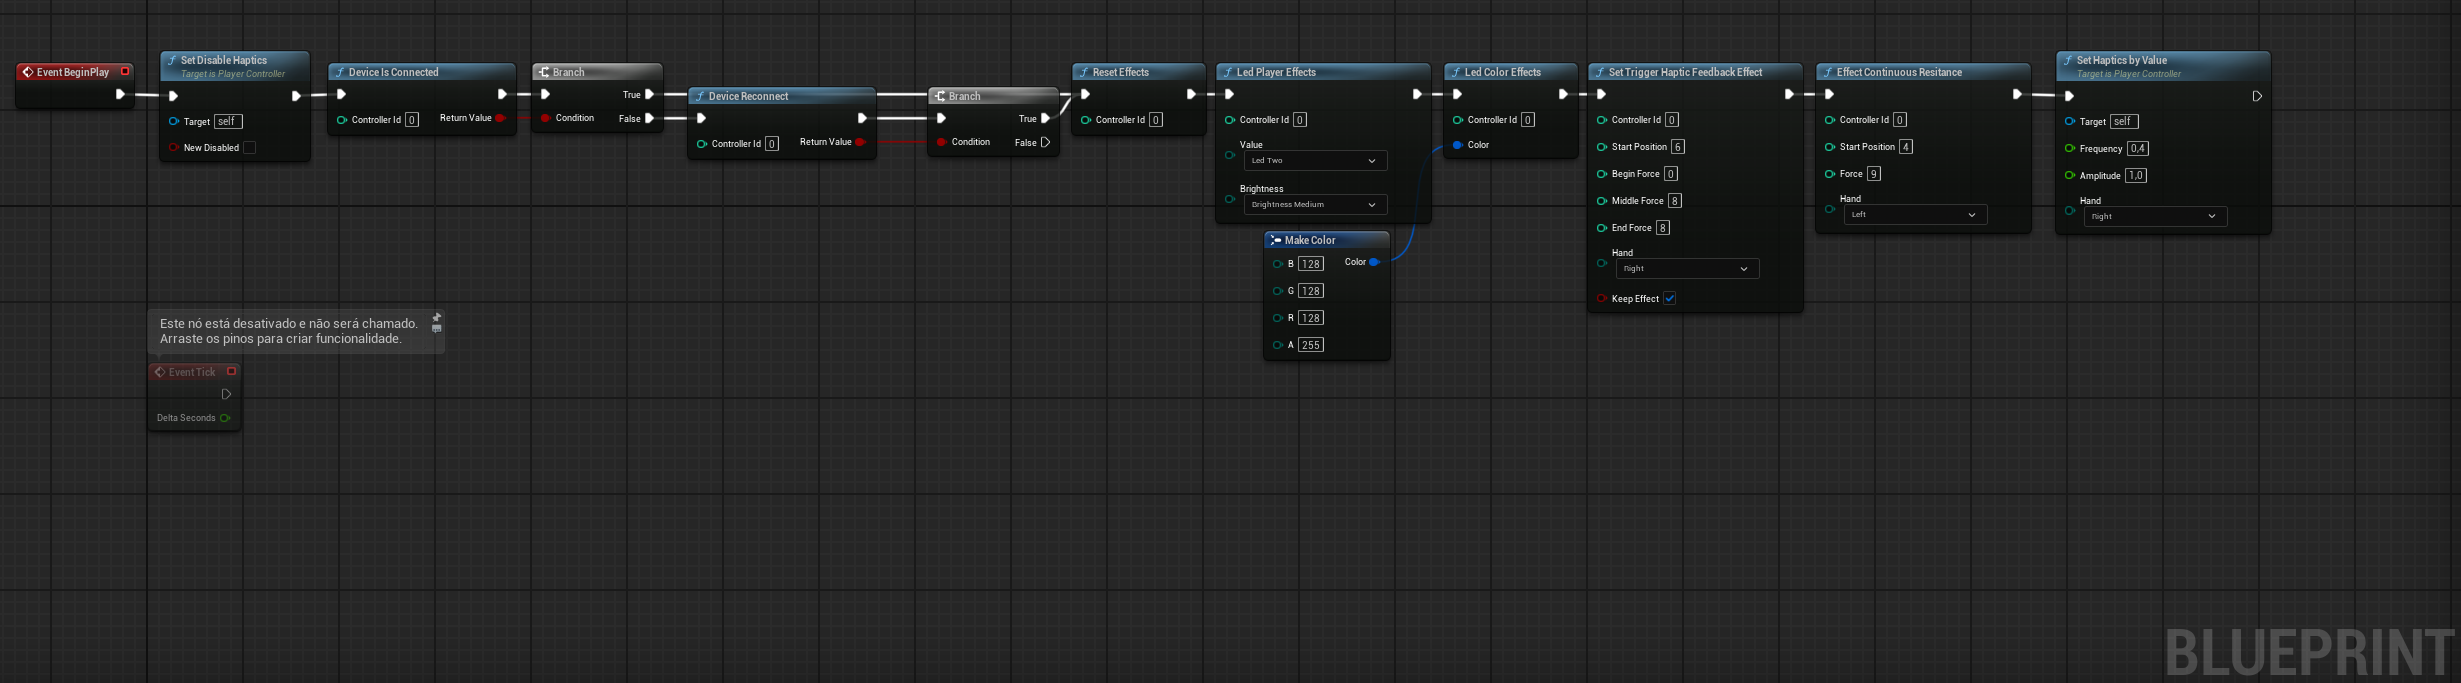 Event BeginPlay
Set Disable Haptics
Target is Player Controller
Target self
New Disabled
Device Is Connected
Controller Id 0
Return Value
Branch
True
Condition
False
Device Reconnect
Controller Id 0
Return Value
Branch
True
Condition
False
Reset Effects
Controller Id 0
Led Player Effects
Controller Id 0
Value
Led Two
Brightness
Brightness Medium
Make Color
B 128
Color
G 128
R 128
A 255
Led Color Effects
Controller Id 0
Color
Set Trigger Haptic Feedback Effect
Controller Id 0
Start Position 6
Begin Force 0
Middle Force 8
End Force 8
Hand
Right
Keep Effect
Effect Continuous Resitance
Controller Id 0
Start Position 4
Force 9
Hand
Left
Set Haptics by Value
Target is Player Controller
Target self
Frequency 0,4
Amplitude 1,0
Hand
Right
Este nó está desativado e não será chamado.
Arraste os pinos para criar funcionalidade.
Event Tick
Delta Seconds
BLUEPRINT